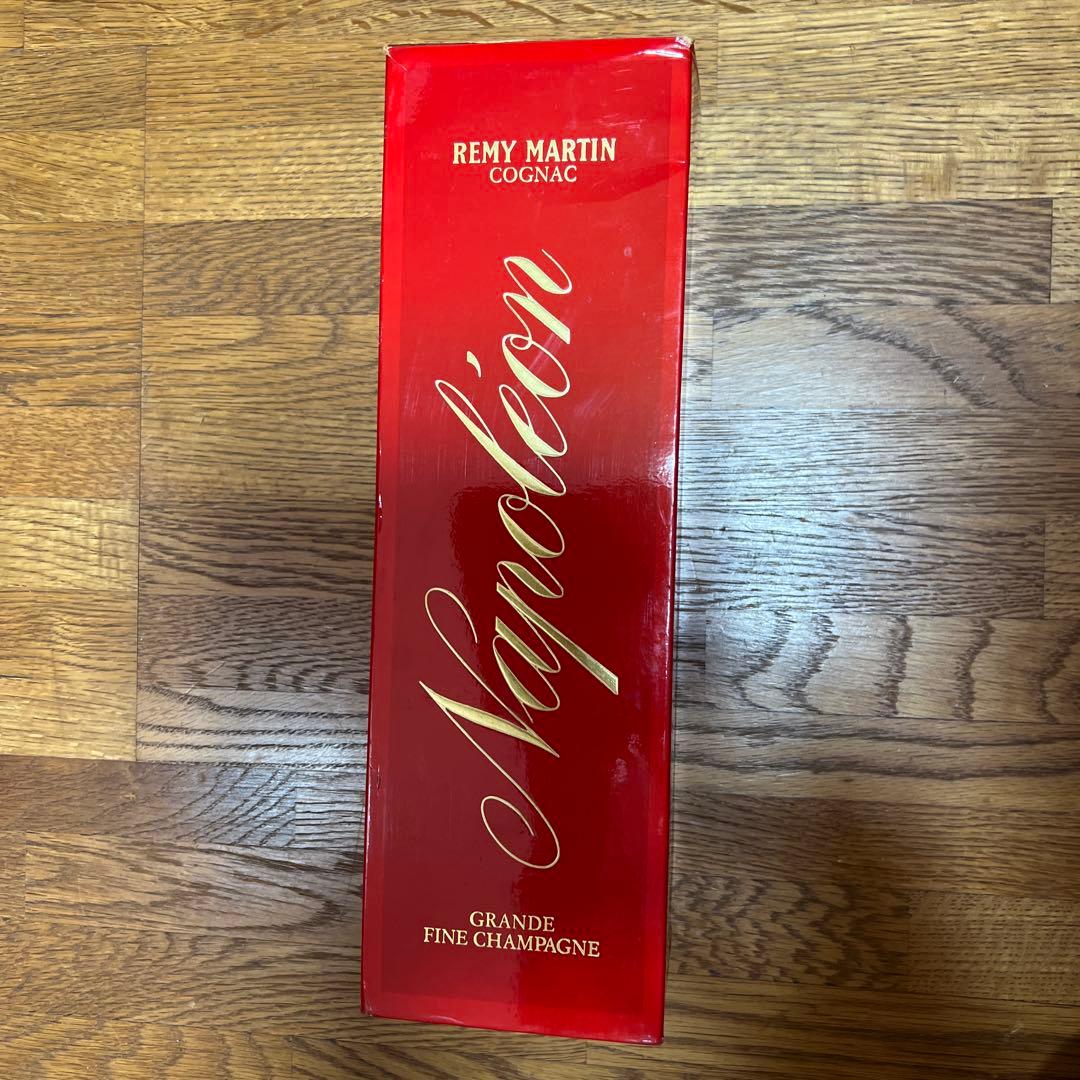 REMY MARTIN
COGNAC
Napoléon
GRANDE
FINE CHAMPAGNE